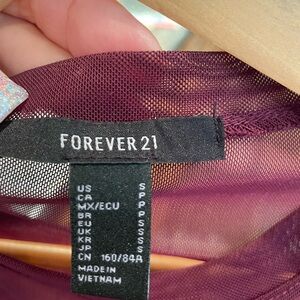 FOREVER 21
US S
CA P
MX/ECU P
BR P
EU S
UK S
KR S
JP S
CN 160/84A
MADE IN
VIETNAM